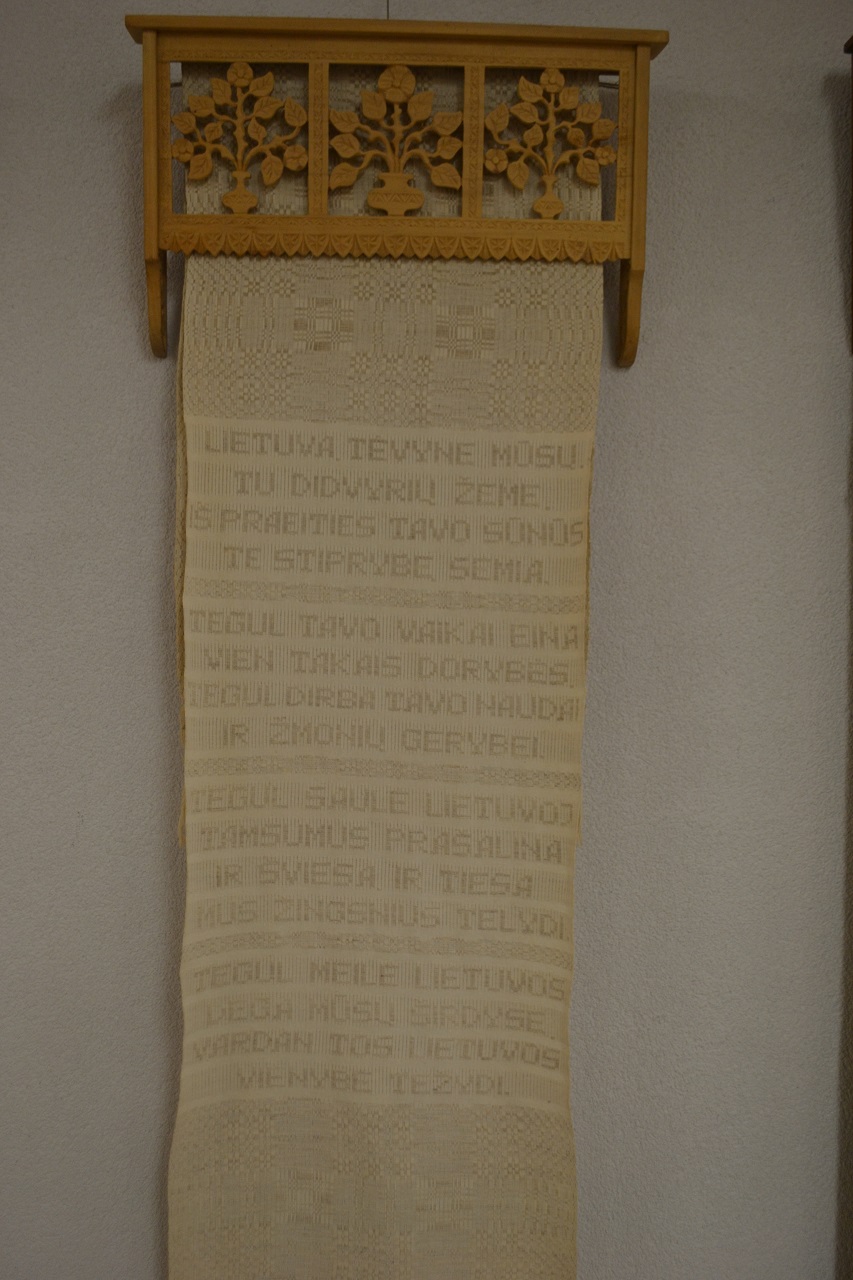 LIETUVA, TĖVYNE MŪSŲ,
TU DIDVYRIŲ ŽEME,
IŠ PRAEITIES TAVO SŪNŪS
TE STIPRYBĘ SEMIA.
TEGUL TAVO VAIKAI EINA
VIEN TAKAIS DORYBĖS,
TEGUL DIRBA TAVO NAUDAI
IR ŽMONIŲ GĖRYBEI.
TEGUL SAULĖ LIETUVOJ
TAMSUMUS PRAŠALINA
IR ŠVIESA IR TIESA
MŪS ŽINGSNIUS TELYDI.
TEGUL MEILĖ LIETUVOS
DEGA MŪSŲ ŠIRDYSE,
VARDAN TOS LIETUVOS
VIENYBĖ TEŽYDI.